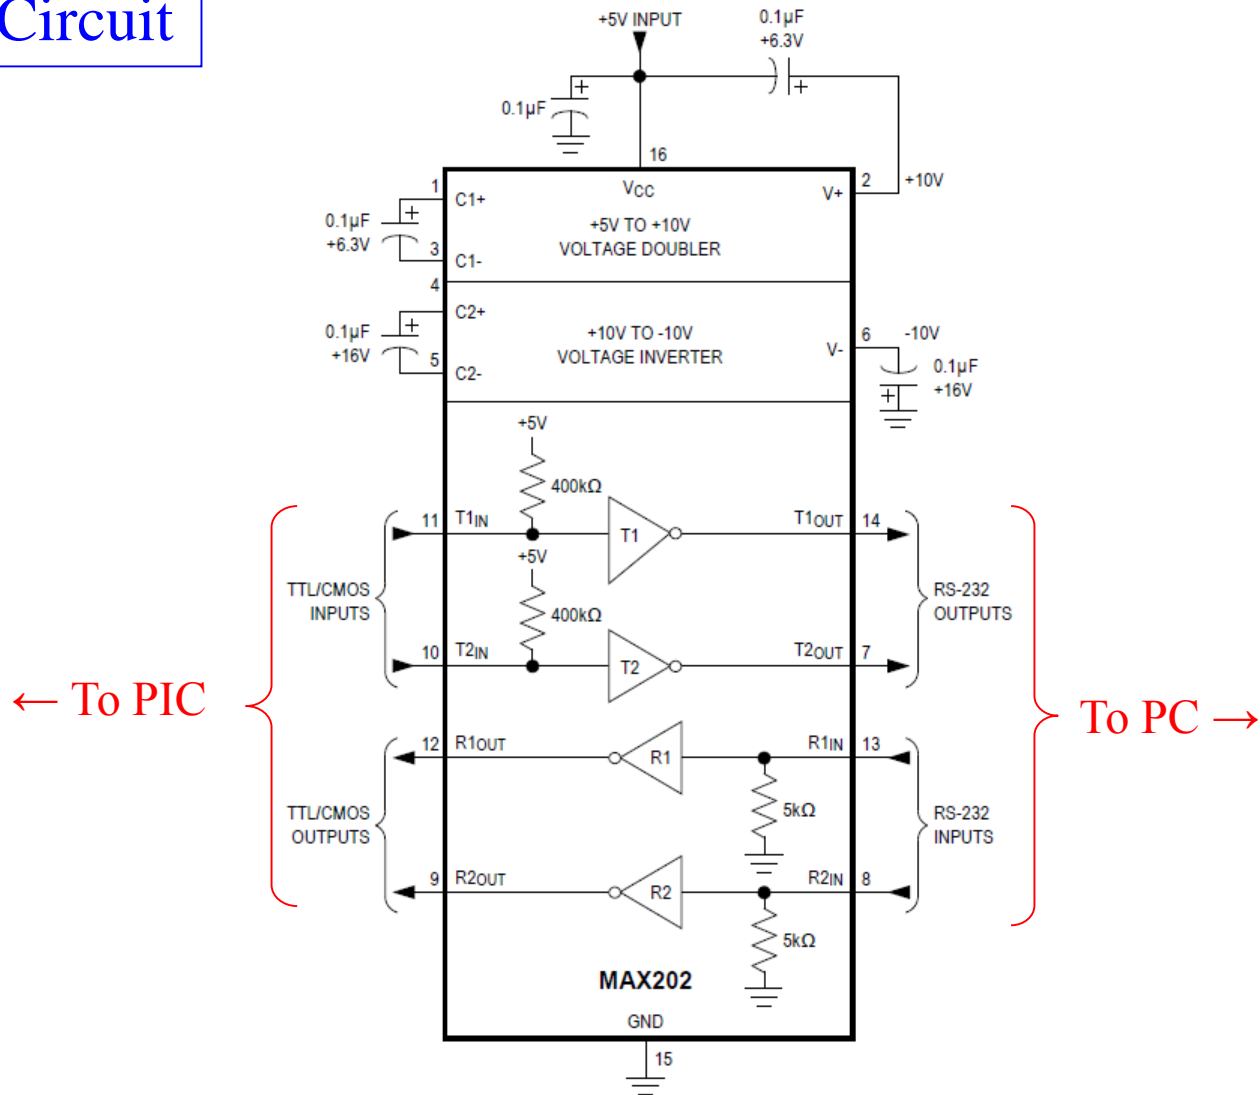 Circuit
+5V INPUT
0.1µF
+6.3V
+
+
0.1µF
16
1
C1+
VCC
V+
2
+10V
0.1µF
+6.3V
+
+5V TO +10V
VOLTAGE DOUBLER
3
C1-
4
C2+
0.1µF
+16V
+
+10V TO -10V
VOLTAGE INVERTER
6
-10V
V-
5
C2-
0.1µF
+16V
+
+5V
400kΩ
11
T1IN
T1
T1OUT
14
+5V
TTL/CMOS
INPUTS
400kΩ
RS-232
OUTPUTS
10
T2IN
T2
T2OUT
7
← To PIC
To PC →
12
R1OUT
R1
R1IN
13
TTL/CMOS
OUTPUTS
5kΩ
RS-232
INPUTS
9
R2OUT
R2
R2IN
8
5kΩ
MAX202
GND
15